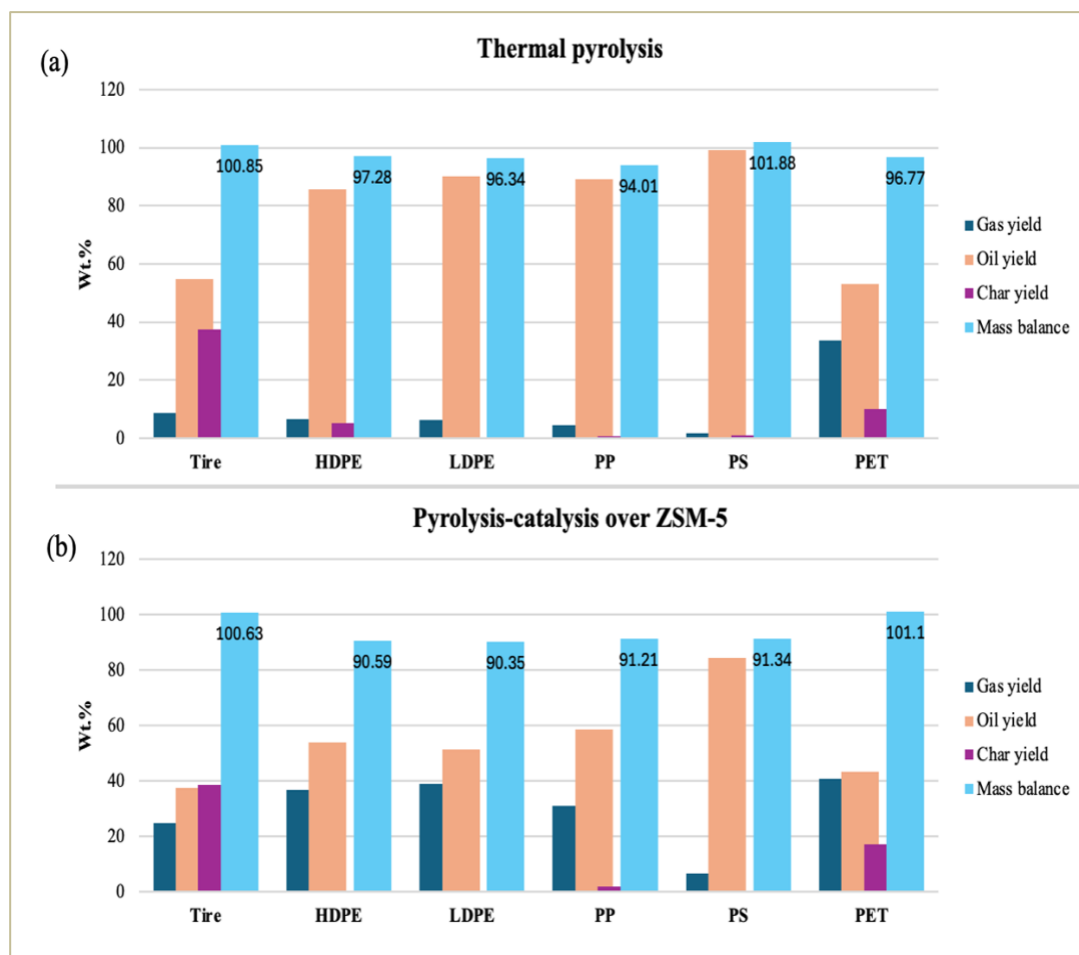 (a)
Thermal pyrolysis
120
100
80
60
40
20
0
Wt.%
100.85
97.28
96.34
94.01
101.88
96.77
Tire HDPE LDPE PP PS PET
Gas yield
Oil yield
Char yield
Mass balance
(b)
Pyrolysis-catalysis over ZSM-5
120
100
80
60
40
20
0
Wt.%
100.63
90.59
90.35
91.21
91.34
101.1
Tire HDPE LDPE PP PS PET
Gas yield
Oil yield
Char yield
Mass balance